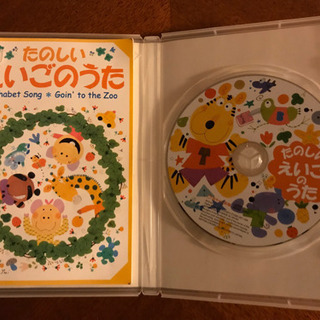 たのしい
えいごのうた
habet Song ＊ Goin' to the Zoo
たのしい
えいご
の
うた